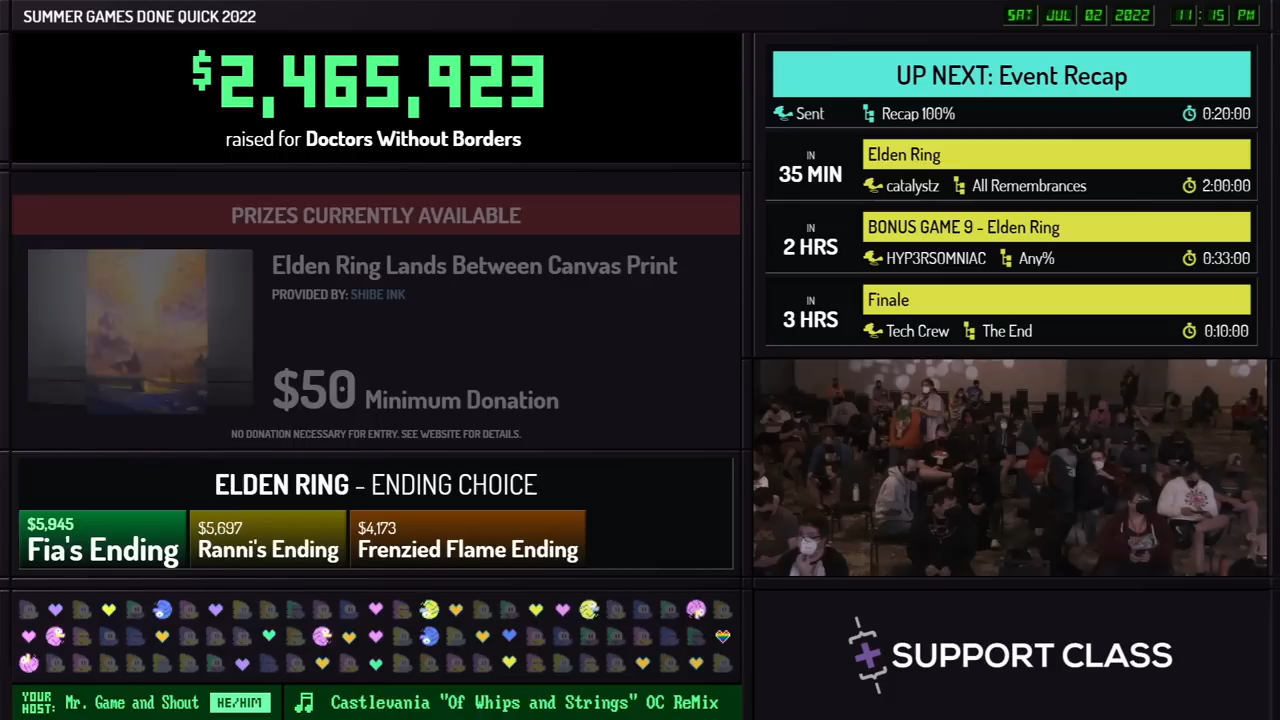 SUMMER GAMES DONE QUICK 2022
SAT JUL 02 2022 11:15 PM
$2,465,923
raised for Doctors Without Borders
PRIZES CURRENTLY AVAILABLE
Elden Ring Lands Between Canvas Print
PROVIDED BY: SHIBE INK
$50 Minimum Donation
NO DONATION NECESSARY FOR ENTRY. SEE WEBSITE FOR DETAILS.
ELDEN RING - ENDING CHOICE
$5,945
Fia's Ending
$5,697
Ranni's Ending
$4,173
Frenzied Flame Ending
YOUR HOST: Mr. Game and Shout HE/HIM
Castlevania "Of Whips and Strings" OC ReMix
UP NEXT: Event Recap
Sent Recap 100% 0:20:00
IN
35 MIN
Elden Ring
catalystz All Remembrances 2:00:00
IN
2 HRS
BONUS GAME 9 - Elden Ring
HYP3RSOMNIAC Any% 0:33:00
IN
3 HRS
Finale
Tech Crew The End 0:10:00
SUPPORT CLASS